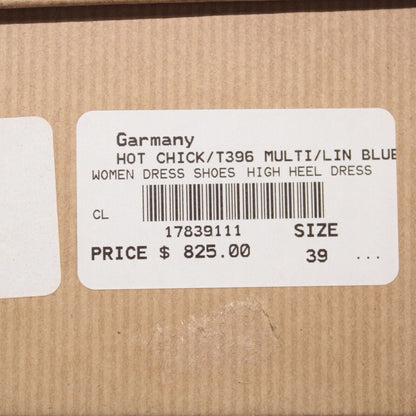 Garmany
HOT CHICK/T396 MULTI/LIN BLUE
WOMEN DRESS SHOES HIGH HEEL DRESS
CL
17839111 SIZE
PRICE $ 825.00 39 ...